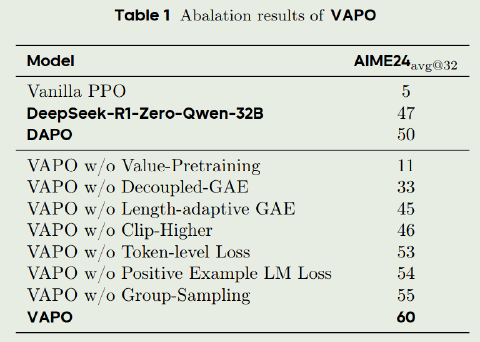 Table 1 Abalation results of VAPO
Model AIME24avg@32
Vanilla PPO 5
DeepSeek-R1-Zero-Qwen-32B 47
DAPO 50
VAPO w/o Value-Pretraining 11
VAPO w/o Decoupled-GAE 33
VAPO w/o Length-adaptive GAE 45
VAPO w/o Clip-Higher 46
VAPO w/o Token-level Loss 53
VAPO w/o Positive Example LM Loss 54
VAPO w/o Group-Sampling 55
VAPO 60